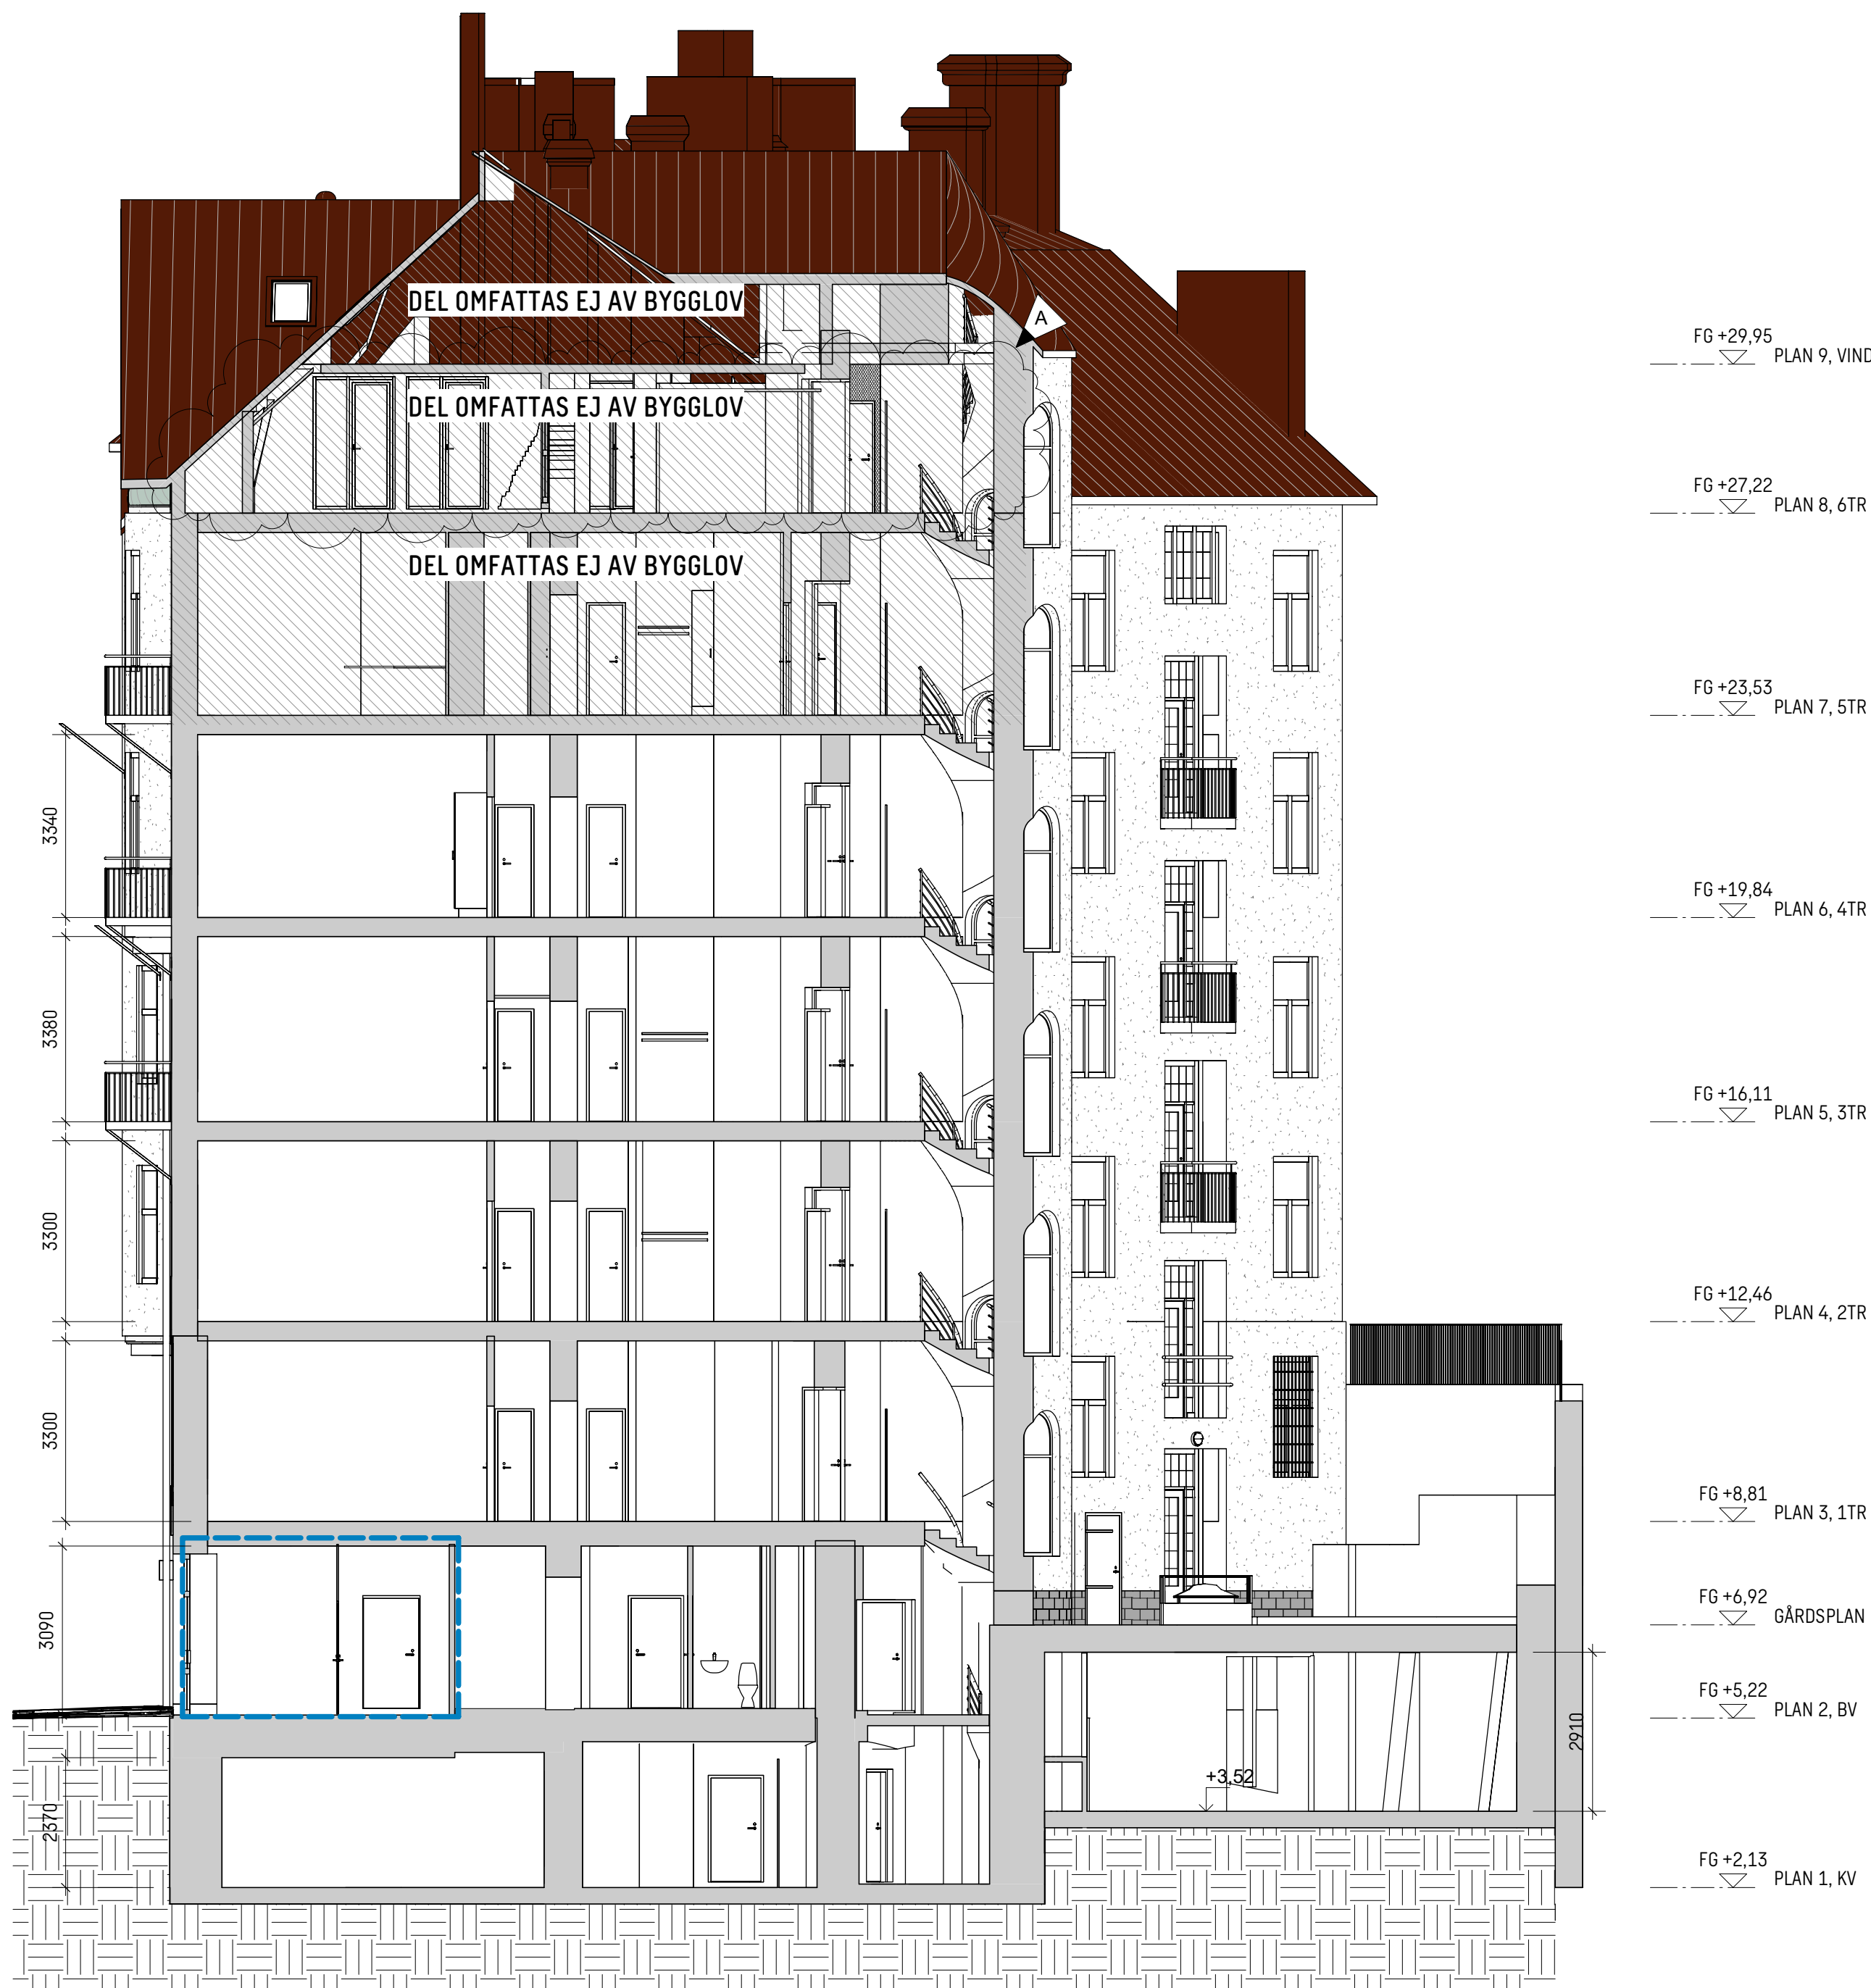 DEL OMFATTAS EJ AV BYGGLOV
A
FG +29,95
PLAN 9, VIND
DEL OMFATTAS EJ AV BYGGLOV
FG +27,22
PLAN 8, 6TR
DEL OMFATTAS EJ AV BYGGLOV
FG +23,53
PLAN 7, 5TR
3340
FG +19,84
PLAN 6, 4TR
3380
FG +16,11
PLAN 5, 3TR
3300
FG +12,46
PLAN 4, 2TR
3300
FG +8,81
PLAN 3, 1TR
3090
FG +6,92
GÅRDSPLAN
FG +5,22
PLAN 2, BV
2910
+3,52
2370
FG +2,13
PLAN 1, KV